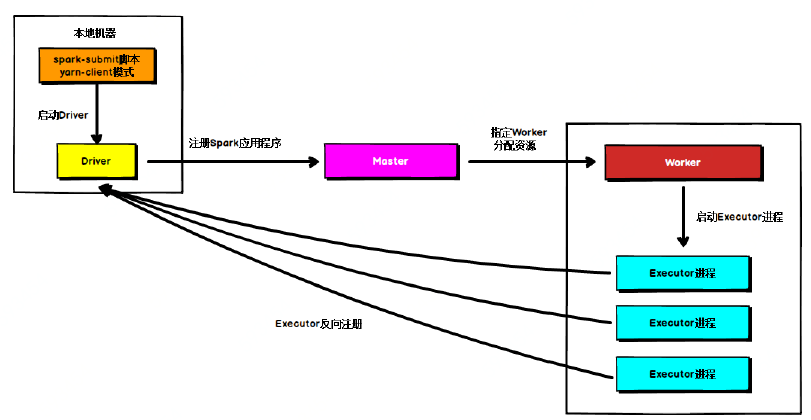 本地机器
spark-submit脚本
yarn-client模式
启动Driver
Driver
注册Spark应用程序
Master
指定Worker
分配资源
Worker
启动Executor进程
Executor进程
Executor进程
Executor进程
Executor反向注册